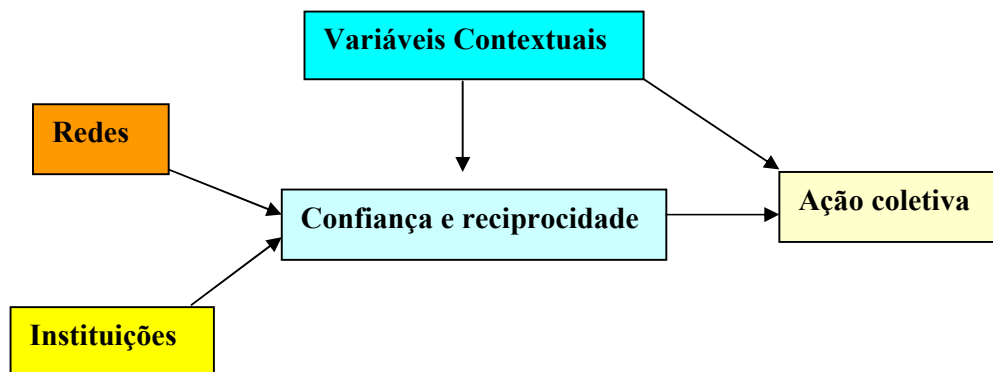 Variáveis Contextuais
Redes
Confiança e reciprocidade
Ação coletiva
Instituições